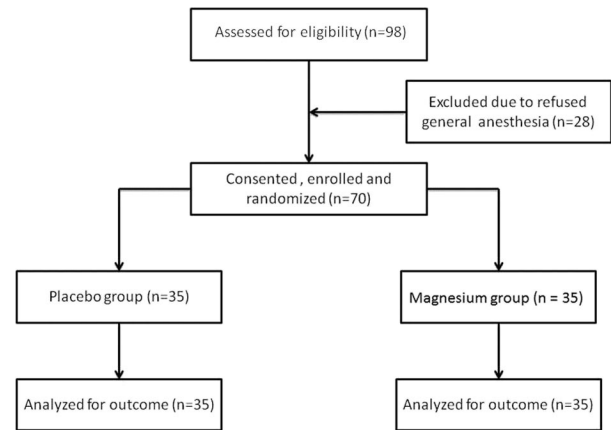 Assessed for eligibility (n=98)
Excluded due to refused
general anesthesia (n=28)
Consented , enrolled and
randomized (n=70)
Placebo group (n=35)
Magnesium group (n = 35)
Analyzed for outcome (n=35)
Analyzed for outcome (n=35)